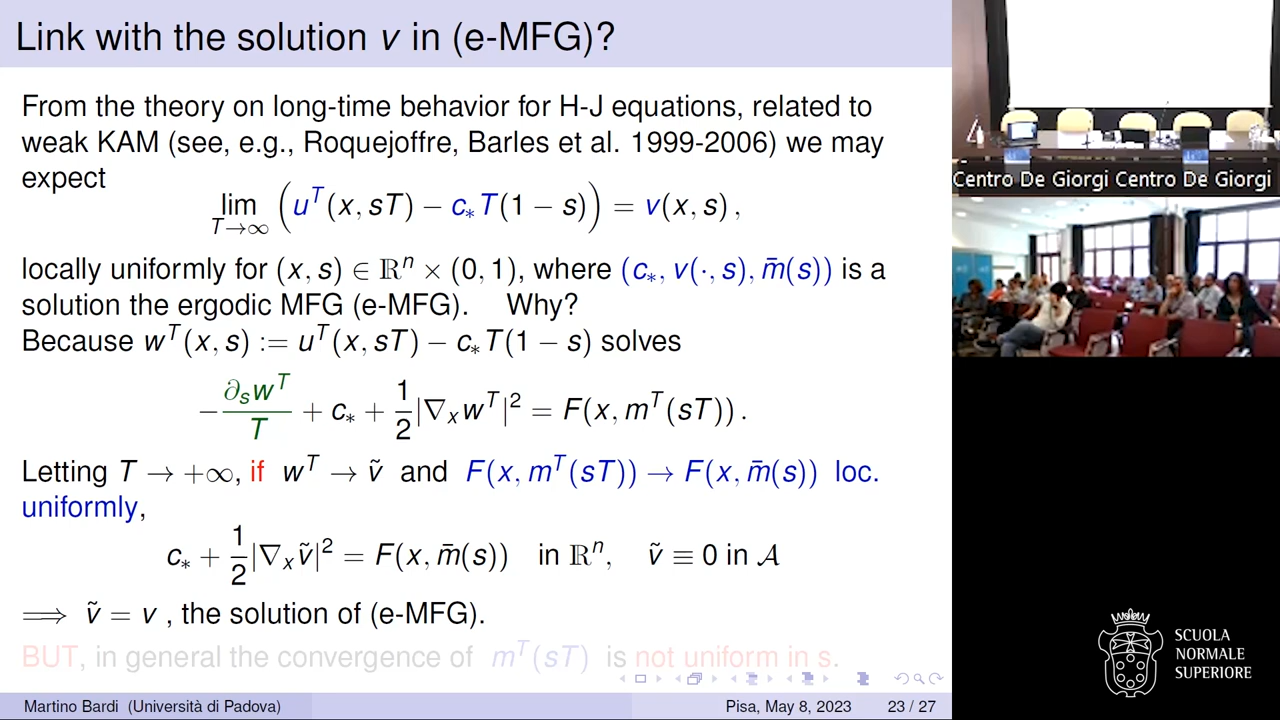 Link with the solution v in (e-MFG)?
From the theory on long-time behavior for H-J equations, related to
weak KAM (see, e.g., Roquejoffre, Barles et al. 1999-2006) we may
expect
lim_{T→∞} (u^T(x, sT) − c_*T(1 − s)) = v(x, s) ,
locally uniformly for (x, s) ∈ ℝ^n × (0, 1), where (c_*, v(·, s), m̄(s)) is a
solution the ergodic MFG (e-MFG). Why?
Because w^T(x, s) := u^T(x, sT) − c_*T(1 − s) solves
−∂_s w^T / T + c_* + 1/2 |∇_x w^T|² = F(x, m^T(sT)) .
Letting T → +∞, if w^T → ṽ and F(x, m^T(sT)) → F(x, m̄(s)) loc.
uniformly,
c_* + 1/2 |∇_x ṽ|² = F(x, m̄(s)) in ℝ^n, ṽ ≡ 0 in 𝒜
⟹ ṽ = v , the solution of (e-MFG).
BUT, in general the convergence of m^T(sT) is not uniform in s.
Martino Bardi (Università di Padova) Pisa, May 8, 2023 23 / 27
Centro De Giorgi Centro De Giorgi
SCUOLA
NORMALE
SUPERIORE